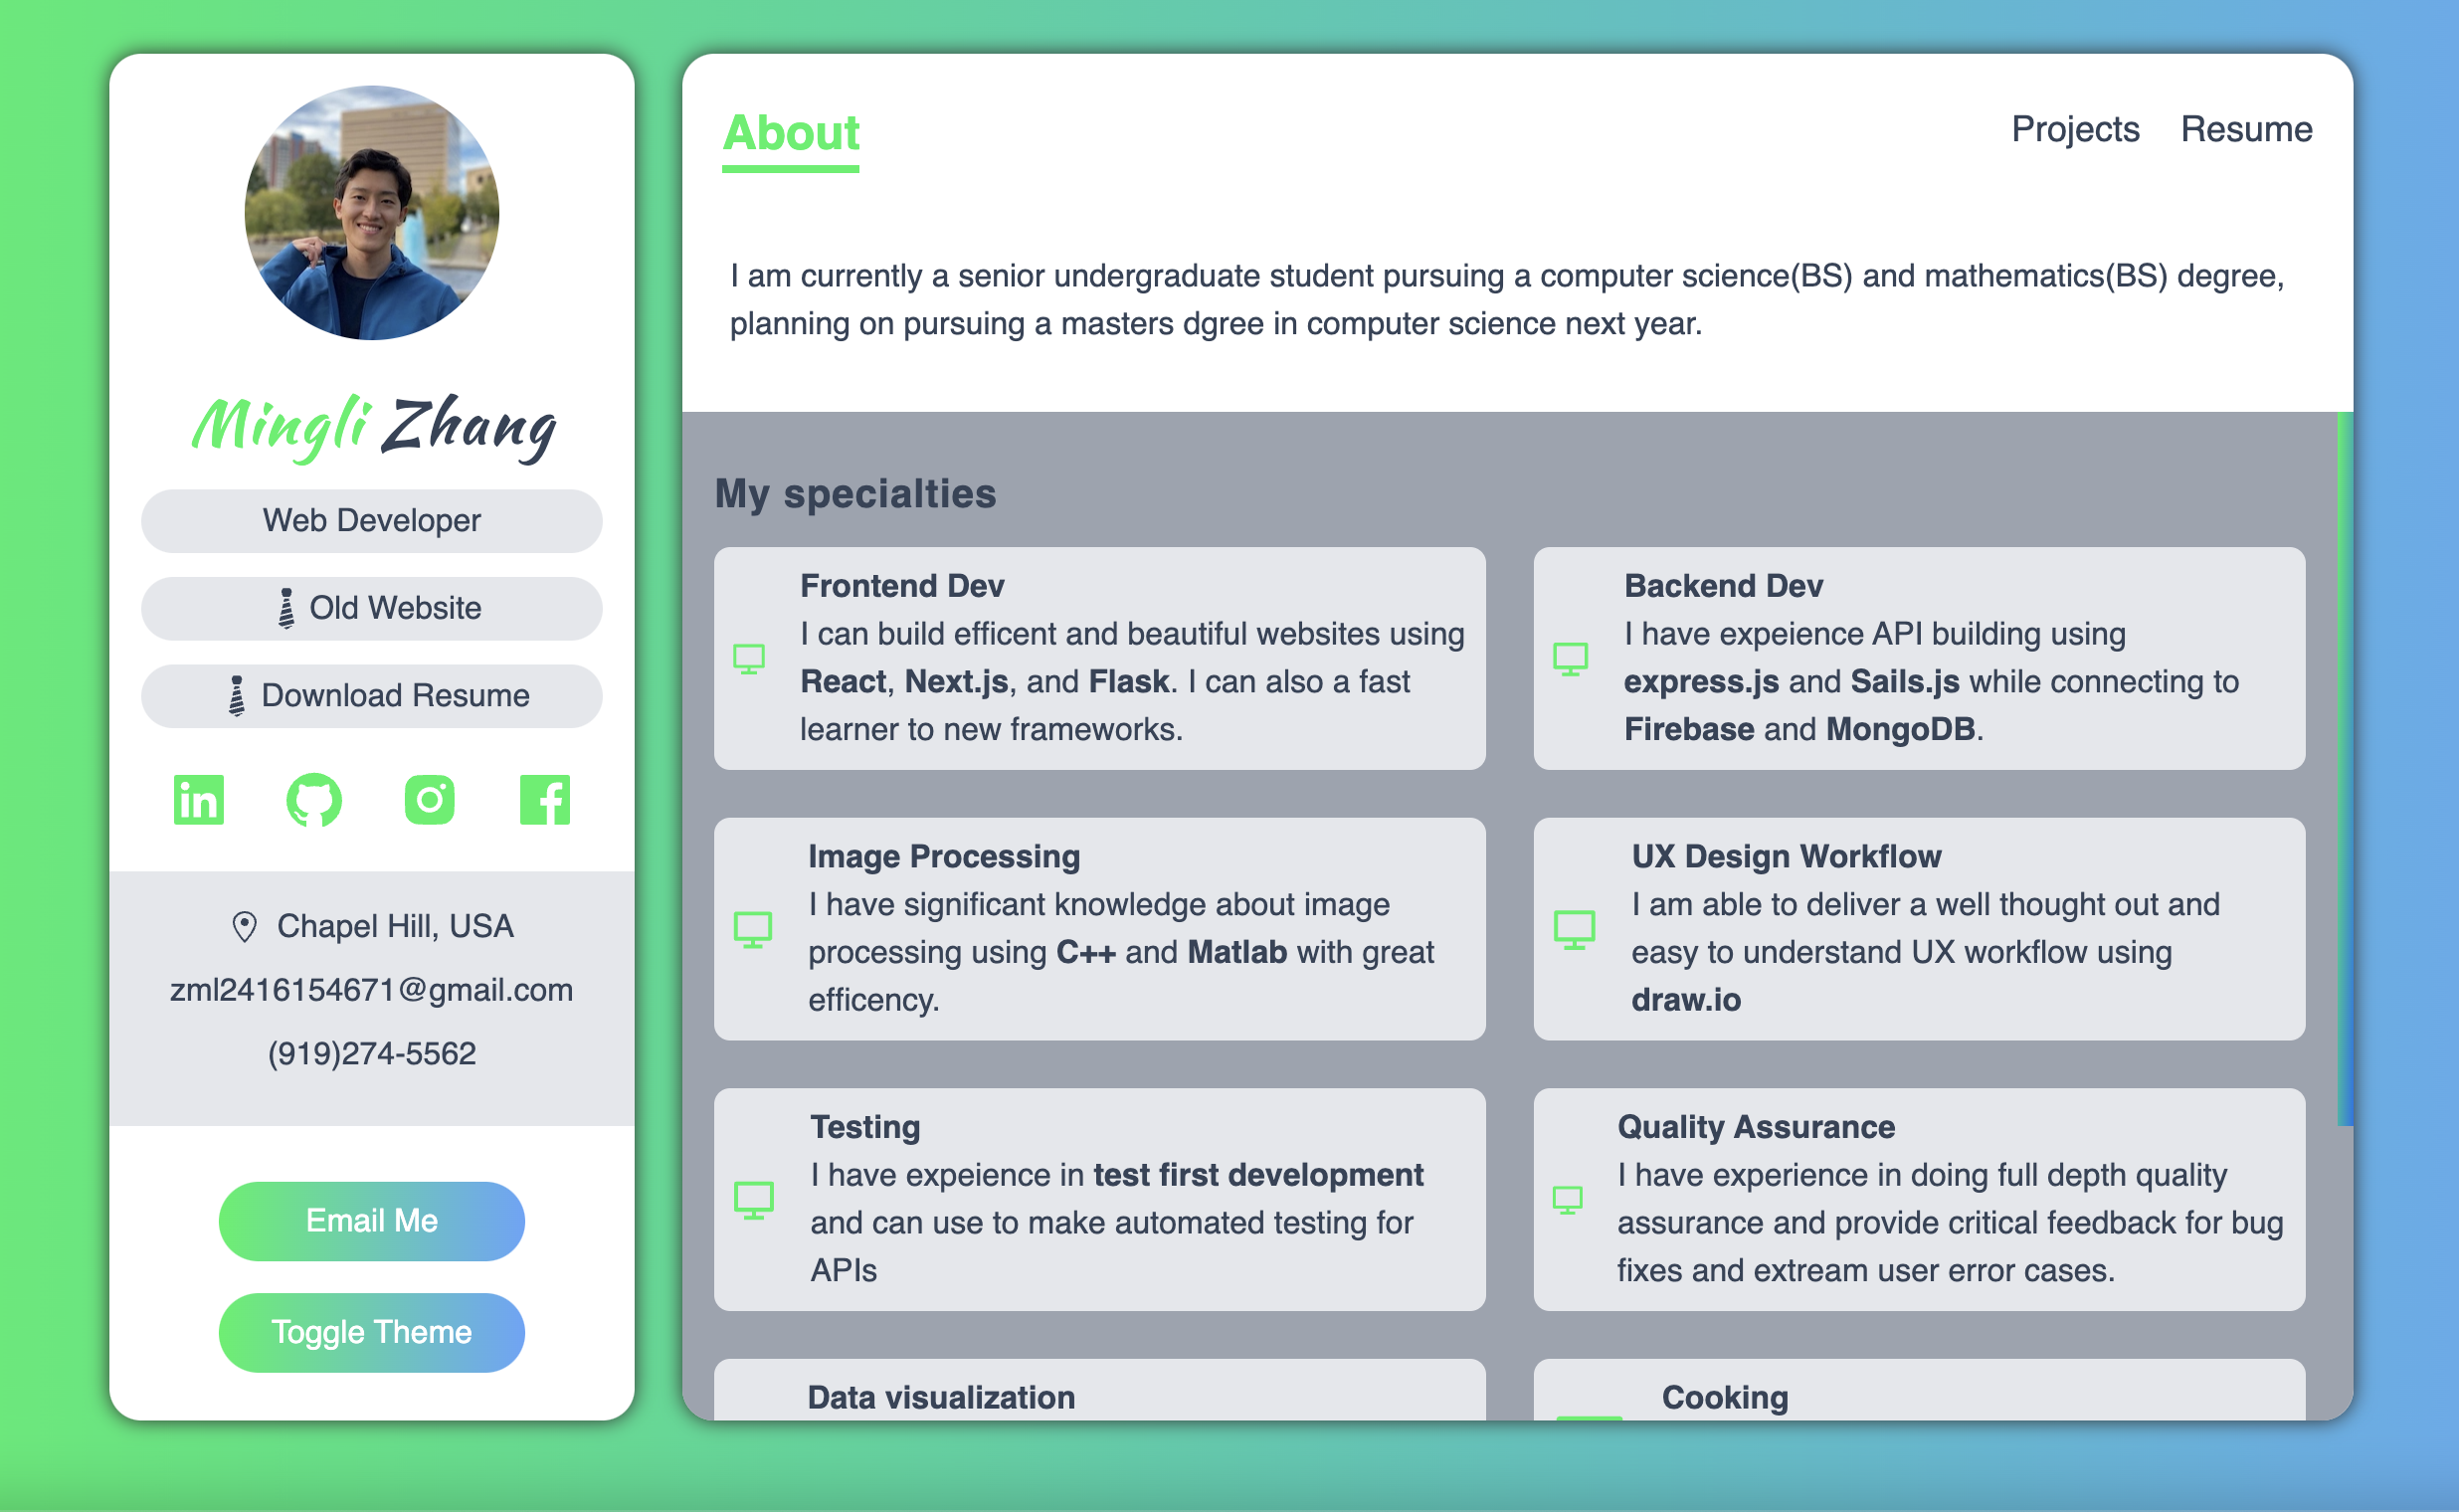 Mingli Zhang
Web Developer
Old Website
Download Resume
in
Chapel Hill, USA
zml2416154671@gmail.com
(919)274-5562
Email Me
Toggle Theme
About
Projects
Resume
I am currently a senior undergraduate student pursuing a computer science(BS) and mathematics(BS) degree,
planning on pursuing a masters dgree in computer science next year.
My specialties
Frontend Dev
I can build efficent and beautiful websites using
React, Next.js, and Flask. I can also a fast
learner to new frameworks.
Backend Dev
I have expeience API building using
express.js and Sails.js while connecting to
Firebase and MongoDB.
Image Processing
I have significant knowledge about image
processing using C++ and Matlab with great
efficency.
UX Design Workflow
I am able to deliver a well thought out and
easy to understand UX workflow using
draw.io
Testing
I have expeience in test first development
and can use to make automated testing for
APIs
Quality Assurance
I have experience in doing full depth quality
assurance and provide critical feedback for bug
fixes and extream user error cases.
Data visualization
Cooking